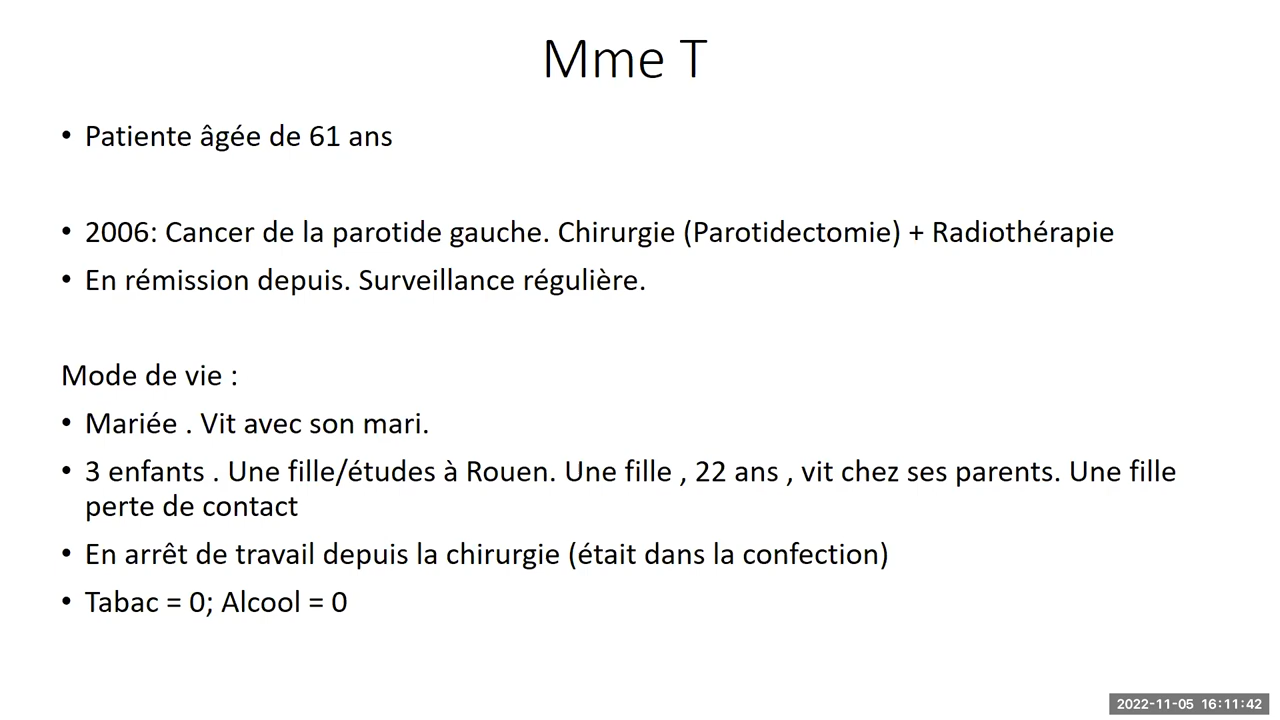 Mme T
• Patiente âgée de 61 ans
• 2006: Cancer de la parotide gauche. Chirurgie (Parotidectomie) + Radiothérapie
• En rémission depuis. Surveillance régulière.
Mode de vie :
• Mariée . Vit avec son mari.
• 3 enfants . Une fille/études à Rouen. Une fille , 22 ans , vit chez ses parents. Une fille
perte de contact
• En arrêt de travail depuis la chirurgie (était dans la confection)
• Tabac = 0; Alcool = 0
2022-11-05 16:11:42